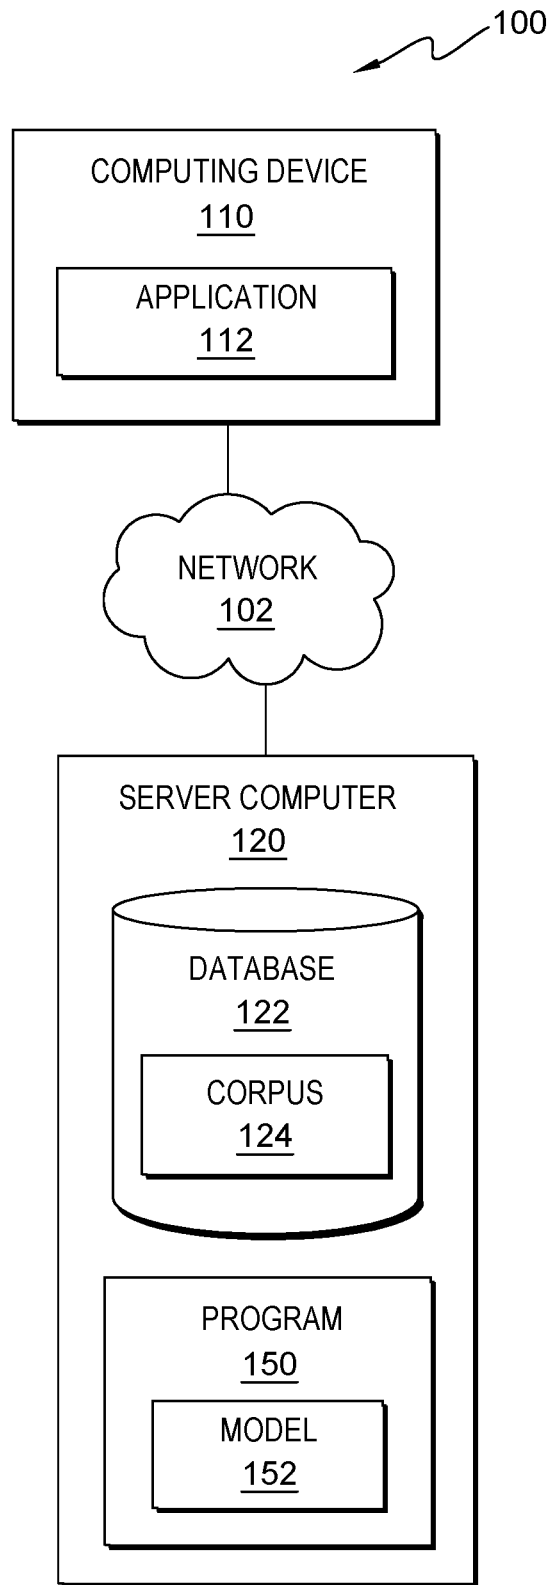 100
COMPUTING DEVICE
110
APPLICATION
112
NETWORK
102
SERVER COMPUTER
120
DATABASE
122
CORPUS
124
PROGRAM
150
MODEL
152